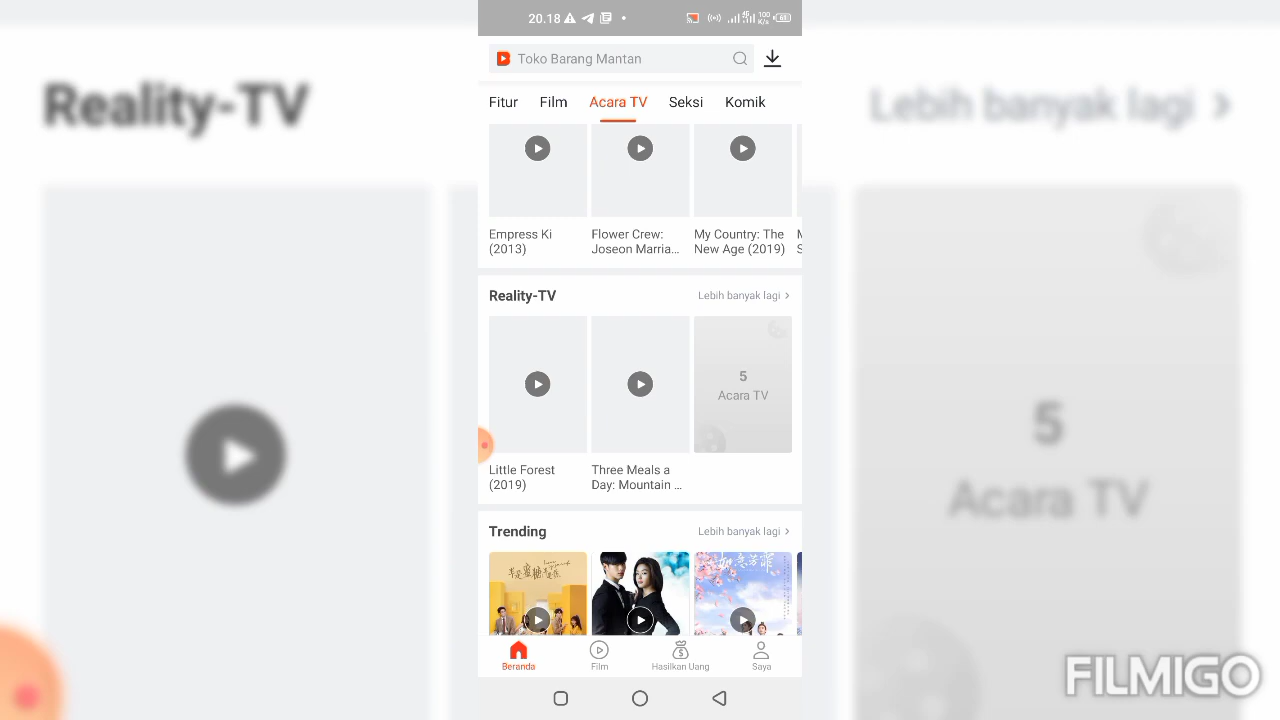 20.18
4G
100
K/s
69
Toko Barang Mantan
Fitur
Film
Acara TV
Seksi
Komik
Empress Ki
(2013)
Flower Crew:
Joseon Marria...
My Country: The
New Age (2019)
Reality-TV
Lebih banyak lagi
5
Acara TV
Little Forest
(2019)
Three Meals a
Day: Mountain ...
Trending
Lebih banyak lagi
Beranda
Film
Hasilkan Uang
Saya
Reality-TV
Lebih banyak lagi
5
Acara TV
FILMIGO